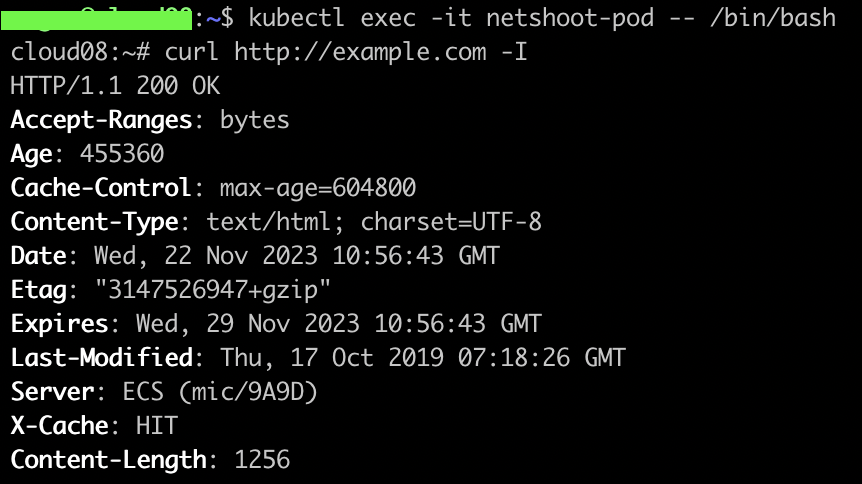 :~$ kubectl exec -it netshoot-pod -- /bin/bash
cloud08:~# curl http://example.com -I
HTTP/1.1 200 OK
Accept-Ranges: bytes
Age: 455360
Cache-Control: max-age=604800
Content-Type: text/html; charset=UTF-8
Date: Wed, 22 Nov 2023 10:56:43 GMT
Etag: "3147526947+gzip"
Expires: Wed, 29 Nov 2023 10:56:43 GMT
Last-Modified: Thu, 17 Oct 2019 07:18:26 GMT
Server: ECS (mic/9A9D)
X-Cache: HIT
Content-Length: 1256